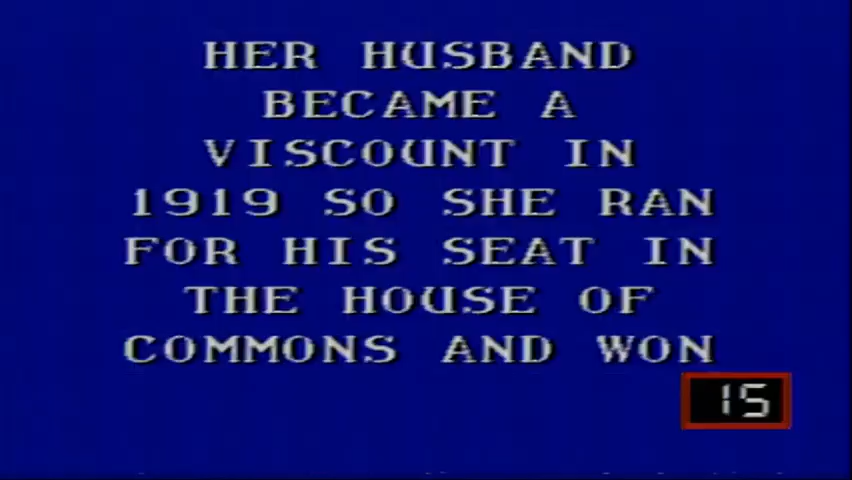 HER HUSBAND
BECAME A
VISCOUNT IN
1919 SO SHE RAN
FOR HIS SEAT IN
THE HOUSE OF
COMMONS AND WON
15